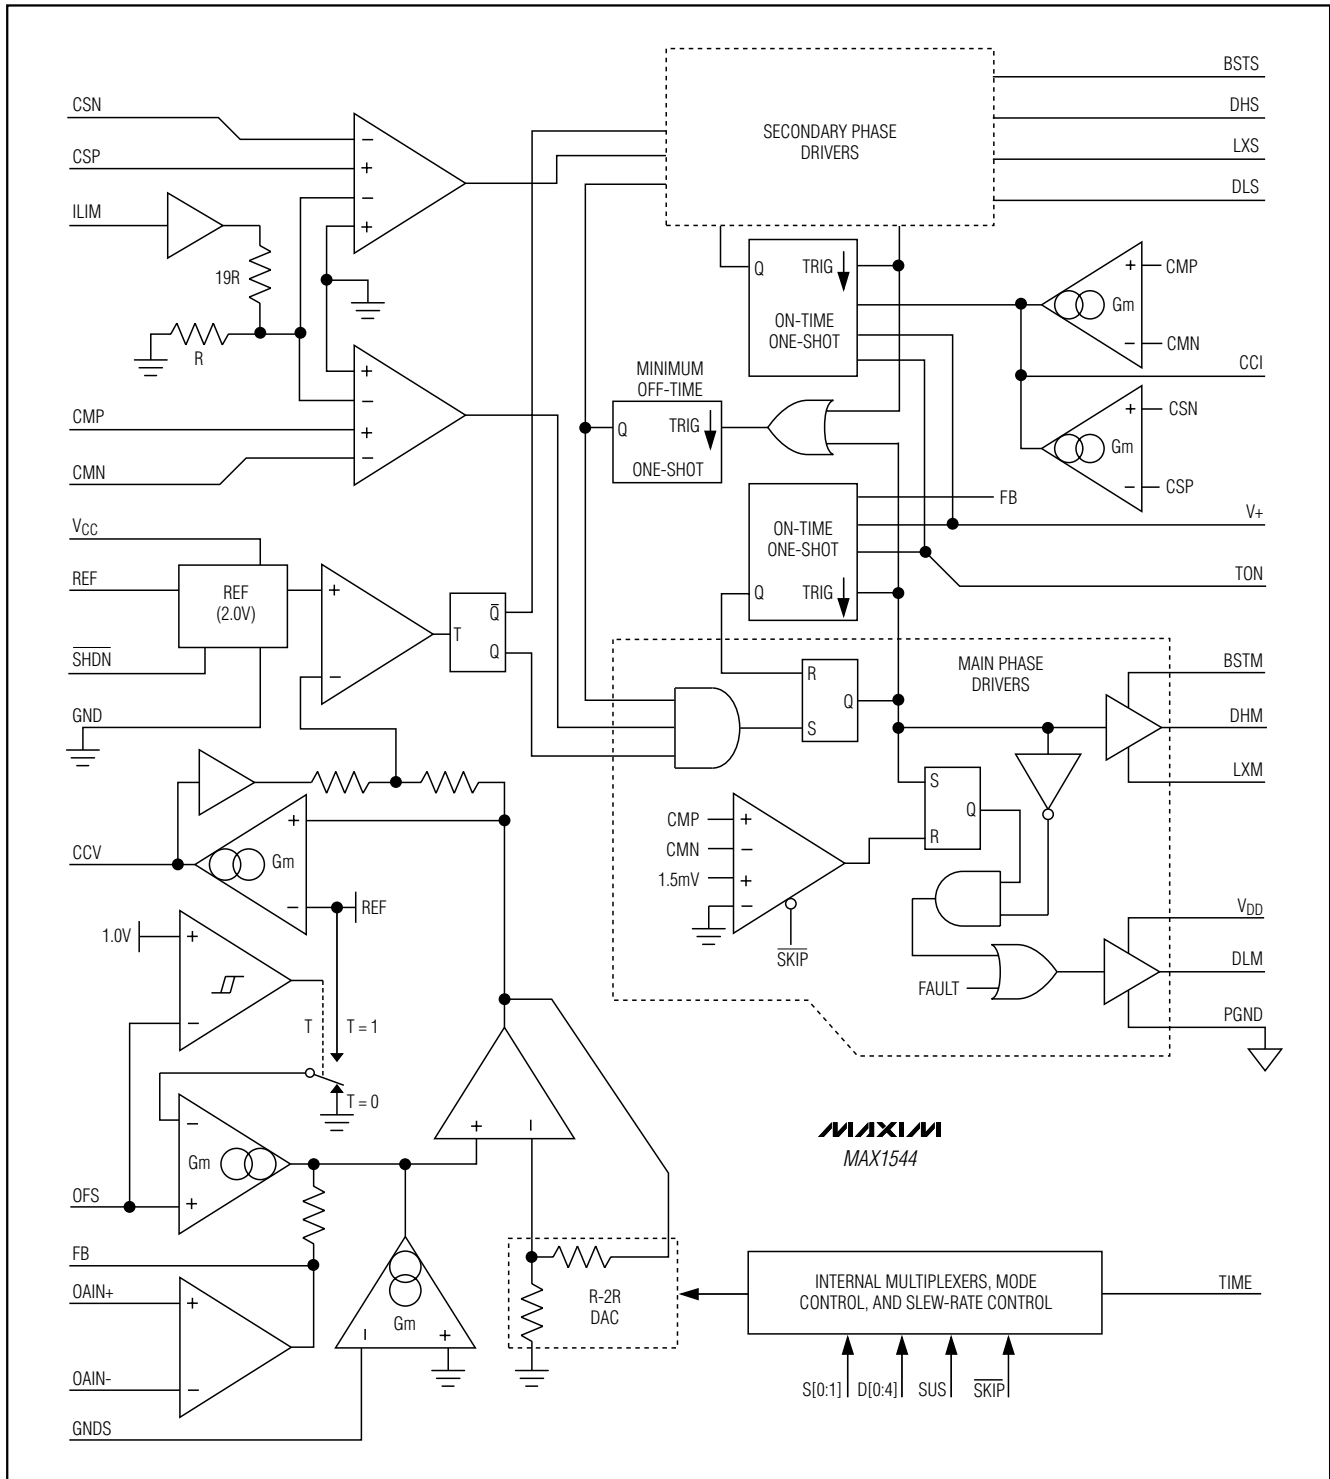 BSTS
CSN
DHS
SECONDARY PHASE
DRIVERS
CSP
LXS
ILIM
DLS
−
+
−
+
19R
R
Q
TRIG
ON-TIME
ONE-SHOT
+
CMP
Gm
−
CMN
CCI
MINIMUM
OFF-TIME
Q
TRIG
ONE-SHOT
+
−
+
−
CMP
CMN
+
CSN
Gm
−
CSP
FB
V+
ON-TIME
ONE-SHOT
TON
Q
TRIG
VCC
REF
REF
(2.0V)
SHDN
GND
+
−
T
Q
Q
MAIN PHASE
DRIVERS
BSTM
DHM
LXM
R
S
Q
S
R
Q
CMP
+
CMN
−
1.5mV
+
−
SKIP
VDD
DLM
FAULT
PGND
CCV
+
Gm
−
REF
1.0V
+
−
T
T = 1
T = 0
−
Gm
+
OFS
+
−
FB
OAIN+
+
OAIN-
−
GNDS
Gm
−
+
R-2R
DAC
MAXIM
MAX1544
INTERNAL MULTIPLEXERS, MODE
CONTROL, AND SLEW-RATE CONTROL
TIME
S[0:1]
D[0:4]
SUS
SKIP